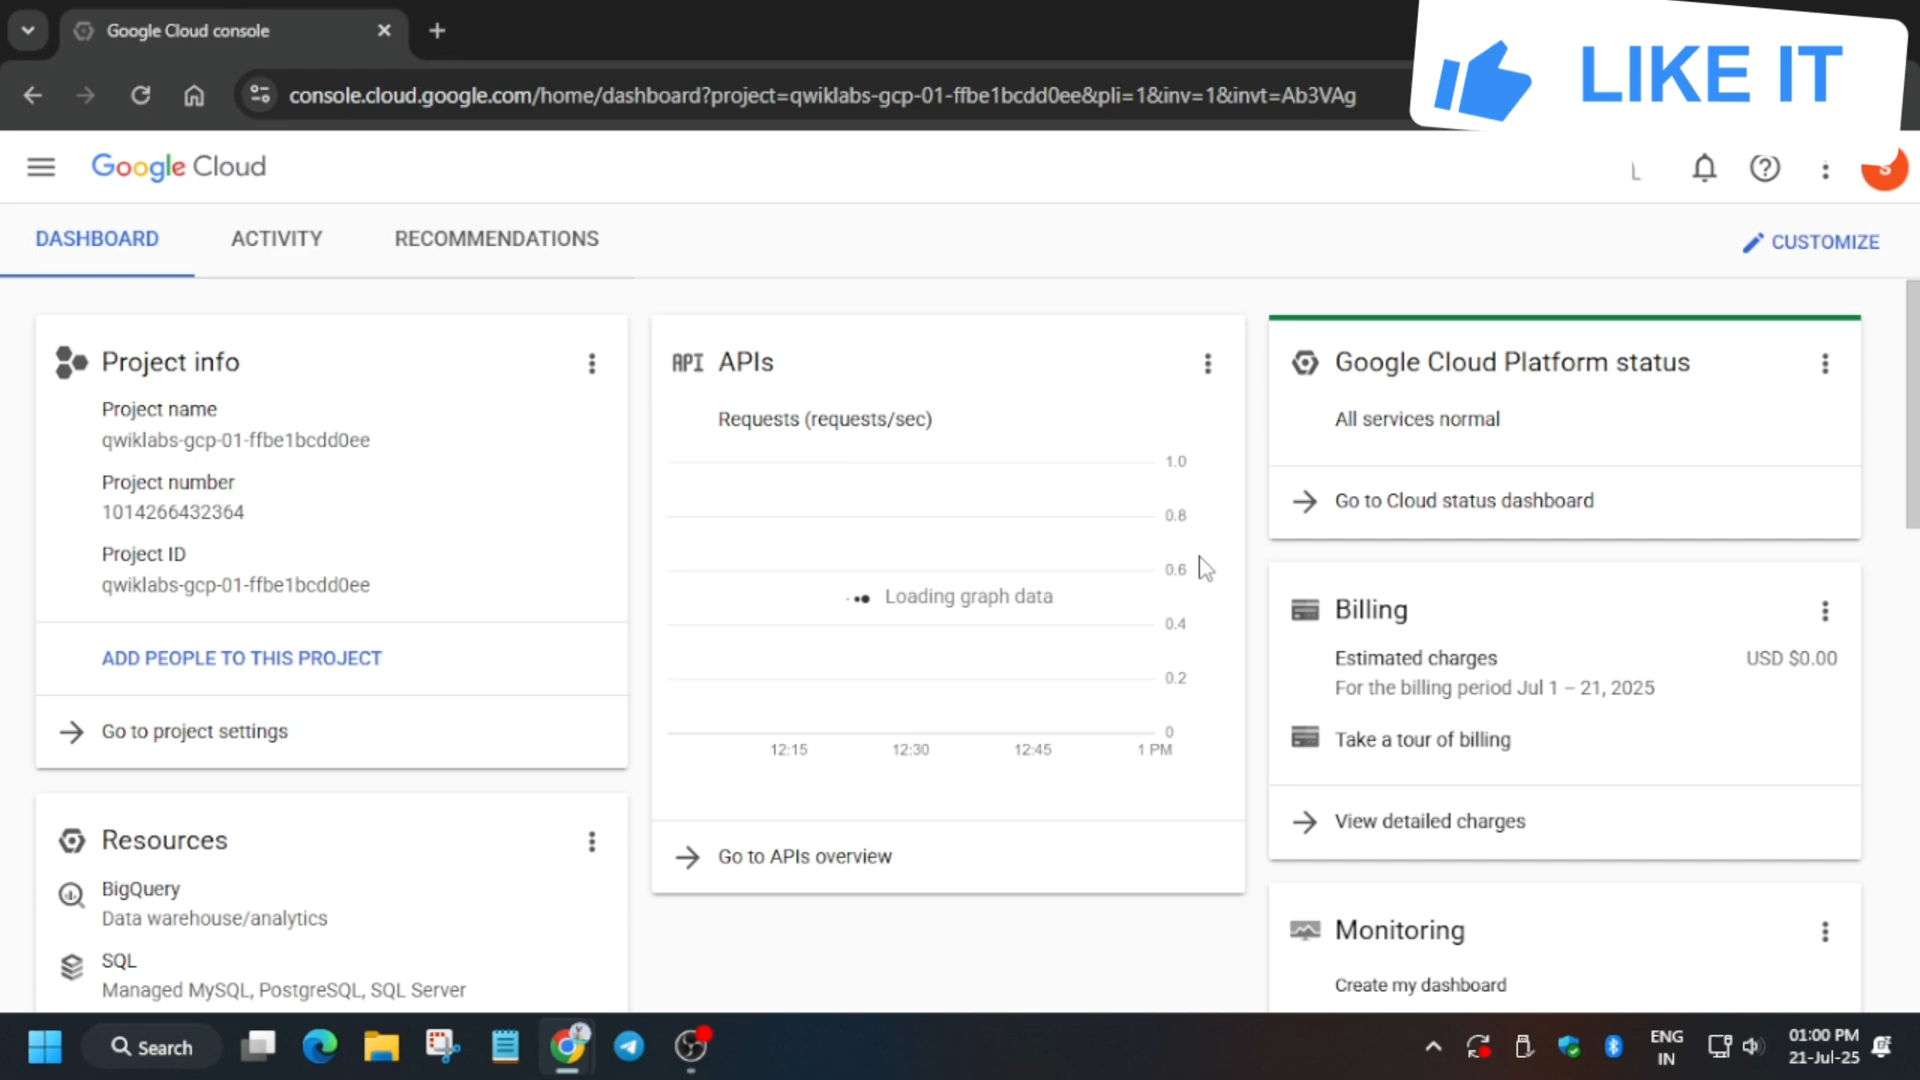 Google Cloud console
LIKE IT
console.cloud.google.com/home/dashboard?project=qwiklabs-gcp-01-ffbe1bcdd0ee&pli=1&inv=1&invt=Ab3VAg
Google Cloud
DASHBOARD
ACTIVITY
RECOMMENDATIONS
CUSTOMIZE
Project info
Project name
qwiklabs-gcp-01-ffbe1bcdd0ee
Project number
1014266432364
Project ID
qwiklabs-gcp-01-ffbe1bcdd0ee
ADD PEOPLE TO THIS PROJECT
Go to project settings
Resources
BigQuery
Data warehouse/analytics
SQL
Managed MySQL, PostgreSQL, SQL Server
API APIs
Requests (requests/sec)
1.0
0.8
0.6
Loading graph data
0.4
0.2
0
12:15 12:30 12:45 1 PM
Go to APIs overview
Google Cloud Platform status
All services normal
Go to Cloud status dashboard
Billing
Estimated charges USD $0.00
For the billing period Jul 1 – 21, 2025
Take a tour of billing
View detailed charges
Monitoring
Create my dashboard
Search
ENG
IN
01:00 PM
21-Jul-25